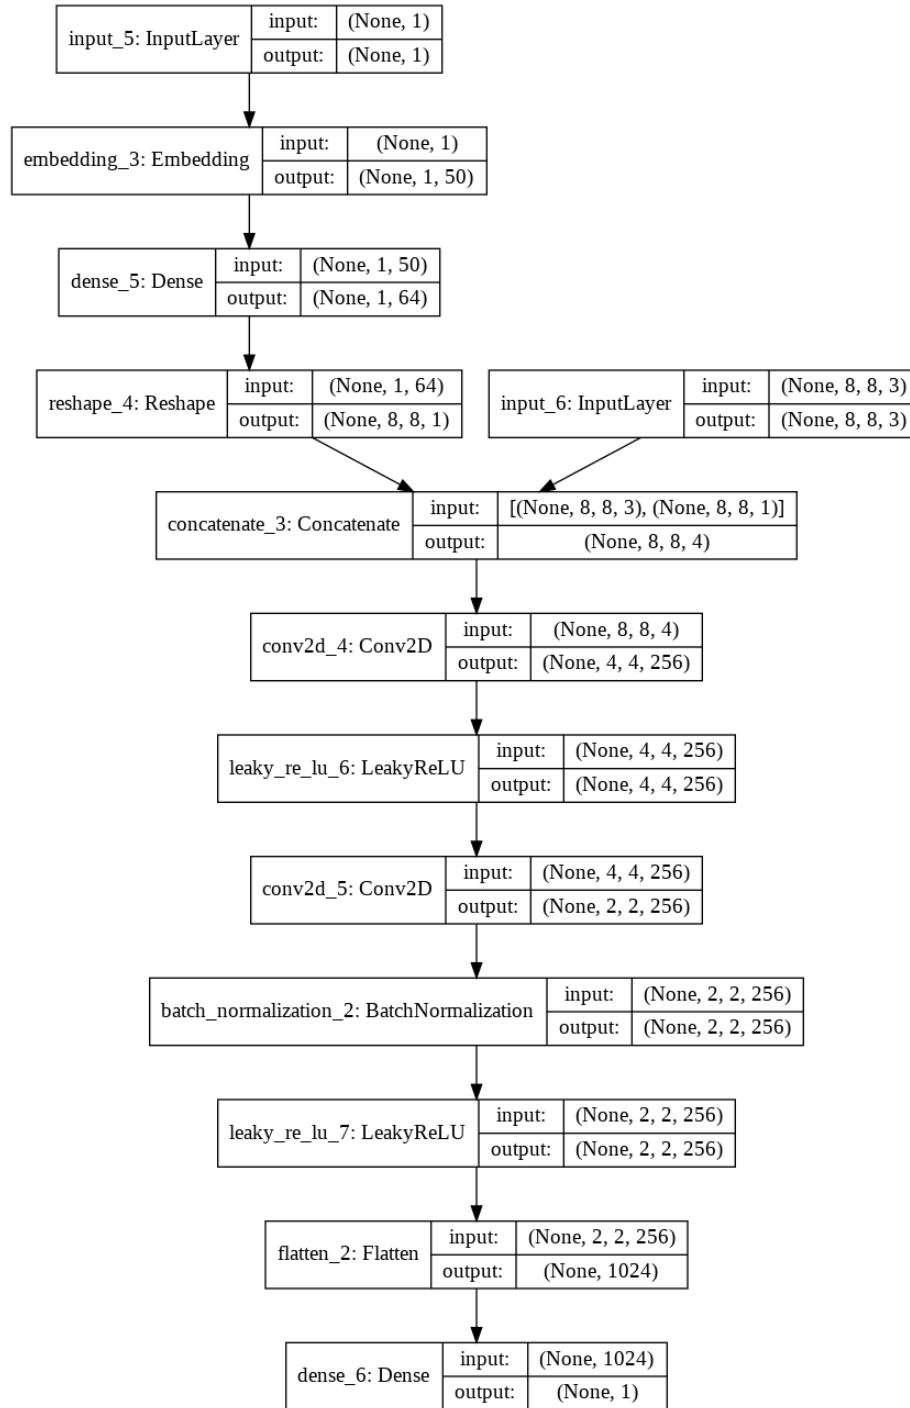 input_5: InputLayer
input: (None, 1)
output: (None, 1)
embedding_3: Embedding
input: (None, 1)
output: (None, 1, 50)
dense_5: Dense
input: (None, 1, 50)
output: (None, 1, 64)
reshape_4: Reshape
input: (None, 1, 64)
output: (None, 8, 8, 1)
input_6: InputLayer
input: (None, 8, 8, 3)
output: (None, 8, 8, 3)
concatenate_3: Concatenate
input: [(None, 8, 8, 3), (None, 8, 8, 1)]
output: (None, 8, 8, 4)
conv2d_4: Conv2D
input: (None, 8, 8, 4)
output: (None, 4, 4, 256)
leaky_re_lu_6: LeakyReLU
input: (None, 4, 4, 256)
output: (None, 4, 4, 256)
conv2d_5: Conv2D
input: (None, 4, 4, 256)
output: (None, 2, 2, 256)
batch_normalization_2: BatchNormalization
input: (None, 2, 2, 256)
output: (None, 2, 2, 256)
leaky_re_lu_7: LeakyReLU
input: (None, 2, 2, 256)
output: (None, 2, 2, 256)
flatten_2: Flatten
input: (None, 2, 2, 256)
output: (None, 1024)
dense_6: Dense
input: (None, 1024)
output: (None, 1)